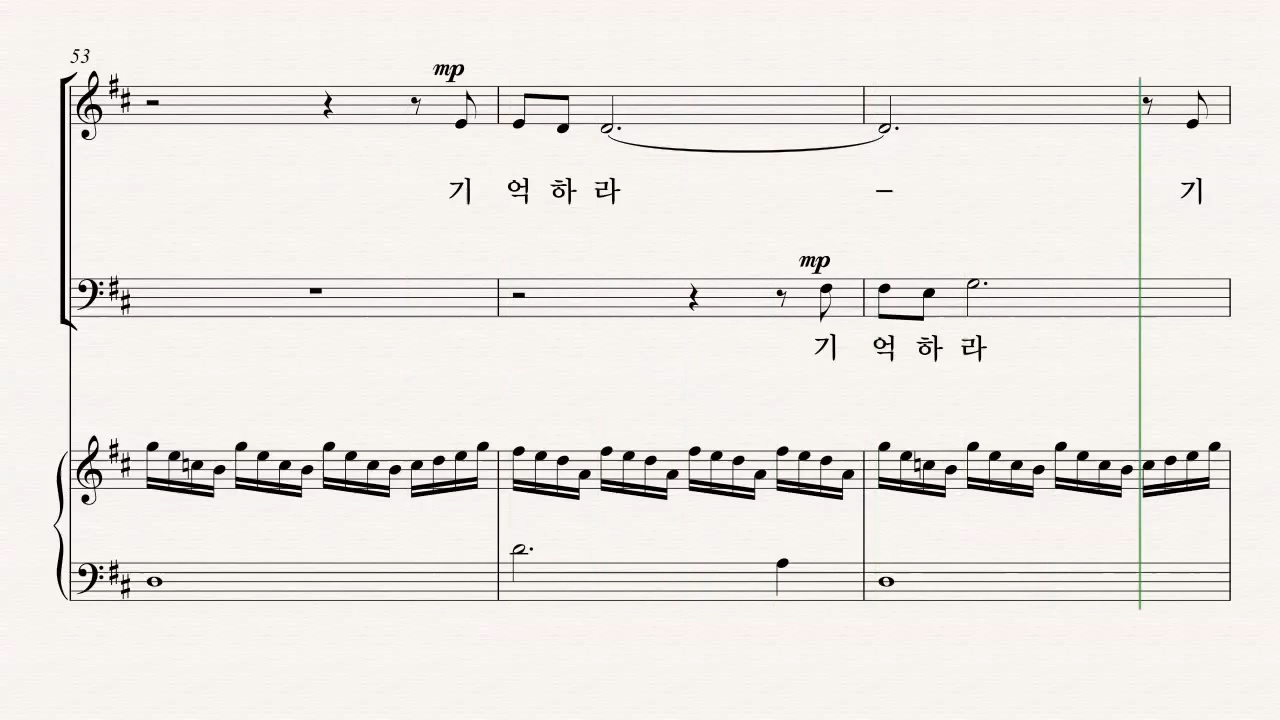 53
mp
기 억 하 라 – 기
mp
기 억 하 라